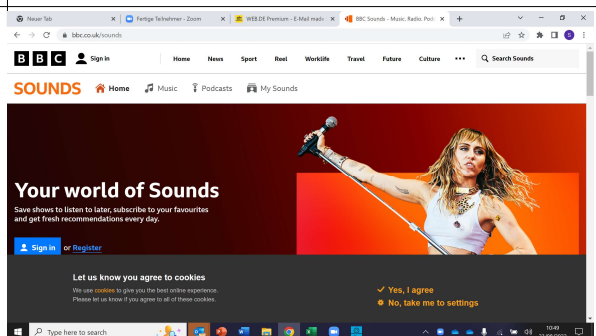 Neuer Tab
Fertige Teilnehmer - Zoom
WEB.DE Premium - E-Mail made
BBC Sounds - Music. Radio. Podc
bbc.co.uk/sounds
S
BBC Sign in Home News Sport Reel Worklife Travel Future Culture ••• Search Sounds
SOUNDS Home Music Podcasts My Sounds
Your world of Sounds
Save shows to listen to later, subscribe to your favourites
and get fresh recommendations every day.
Sign in or Register
Let us know you agree to cookies
We use cookies to give you the best online experience.
Please let us know if you agree to all of these cookies.
Yes, I agree
No, take me to settings
Type here to search
10:49